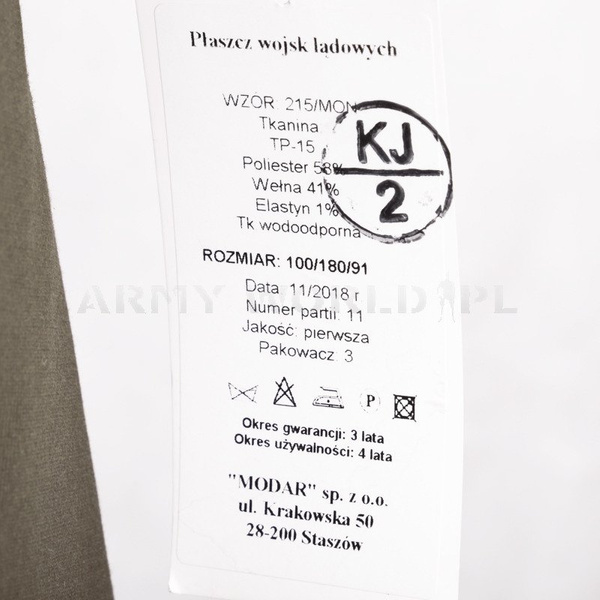 Płaszcz wojsk lądowych
WZÓR: 215/MON
Tkanina
TP-15
Poliester 58%
Wełna 41%
Elastyn 1%
Tk wodoodporna
KJ
2
ROZMIAR: 100/180/91
Data: 11/2018 r
Numer partii: 11
Jakość: pierwsza
Pakowacz: 3
ARMY WORLD PL
P
Okres gwarancji: 3 lata
Okres używalności: 4 lata
"MODAR" sp. z o.o.
ul. Krakowska 50
28-200 Staszów